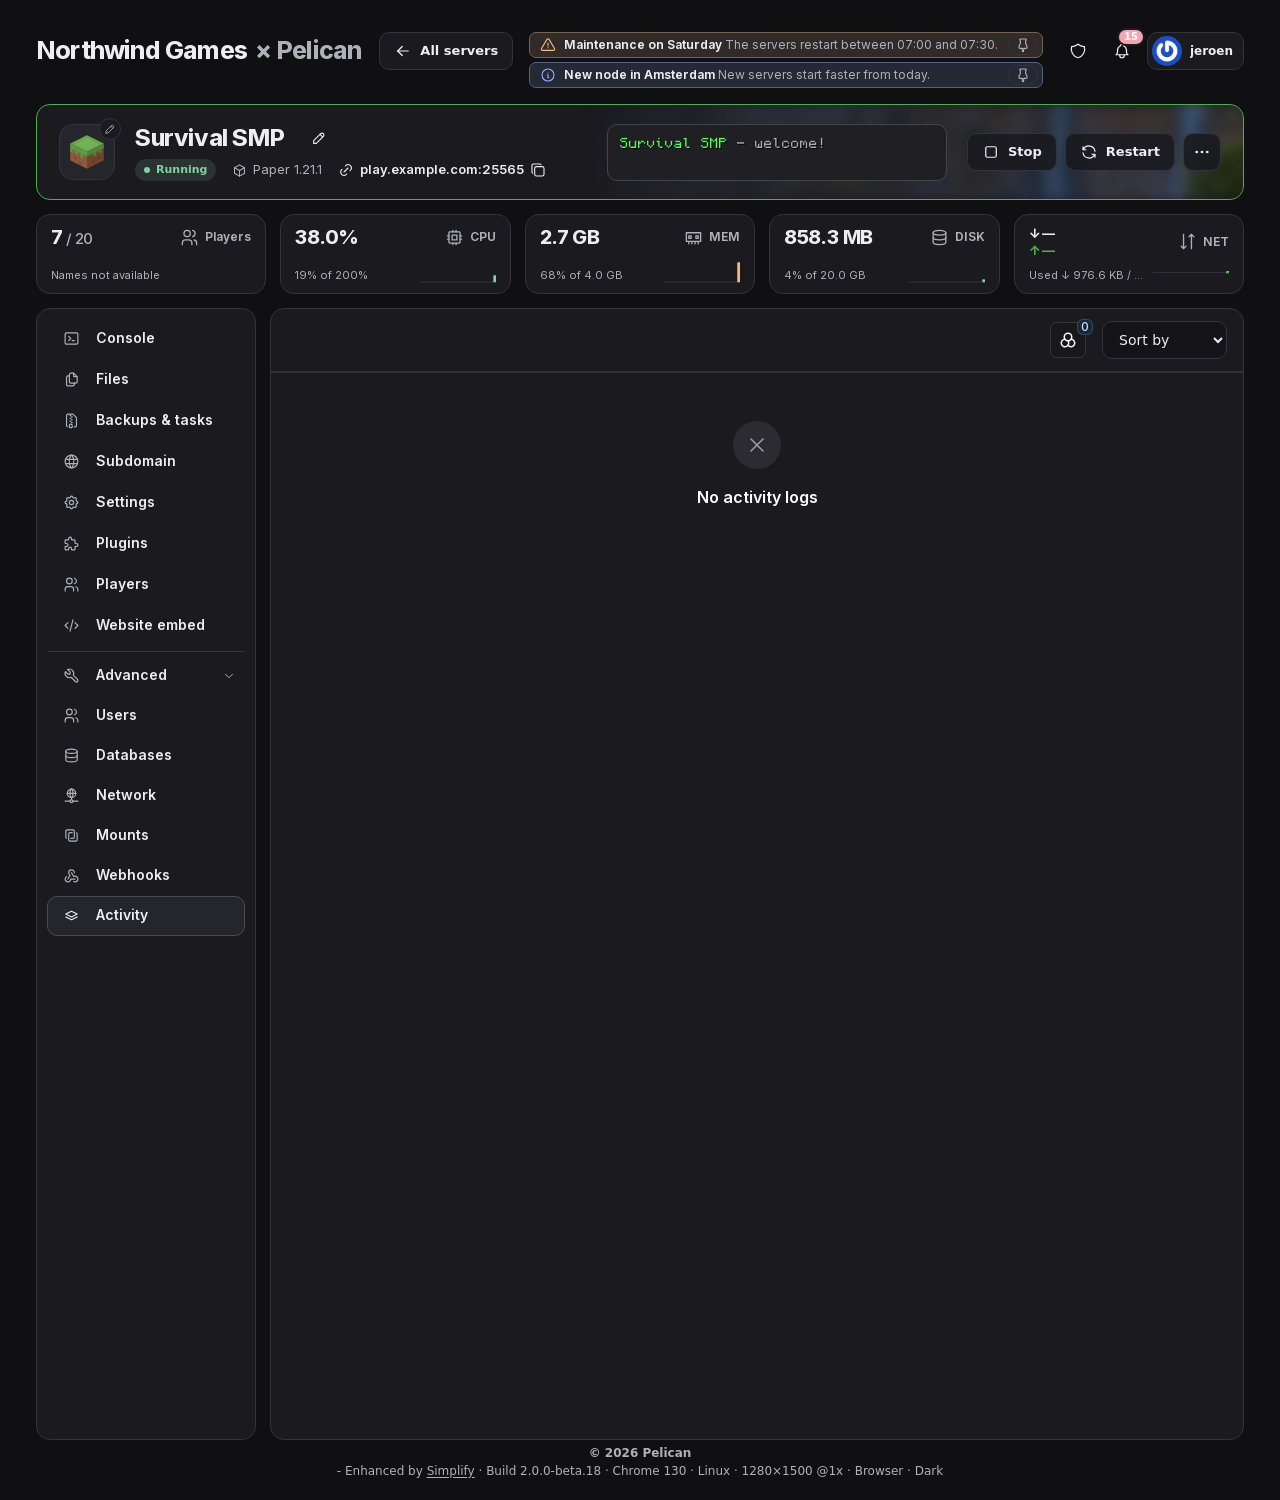 Northwind Games × Pelican
All servers
Maintenance on Saturday The servers restart between 07:00 and 07:30.
New node in Amsterdam New servers start faster from today.
15
jeroen
Survival SMP
Running
Paper 1.21.1
play.example.com:25565
Survival SMP - welcome!
Stop
Restart
7 / 20
Players
Names not available
38.0%
CPU
19% of 200%
2.7 GB
MEM
68% of 4.0 GB
858.3 MB
DISK
4% of 20.0 GB
↓—
↑—
NET
Used ↓ 976.6 KB / ...
Console
Files
Backups & tasks
Subdomain
Settings
Plugins
Players
Website embed
Advanced
Users
Databases
Network
Mounts
Webhooks
Activity
0
Sort by
No activity logs
© 2026 Pelican
- Enhanced by Simplify · Build 2.0.0-beta.18 · Chrome 130 · Linux · 1280×1500 @1x · Browser · Dark